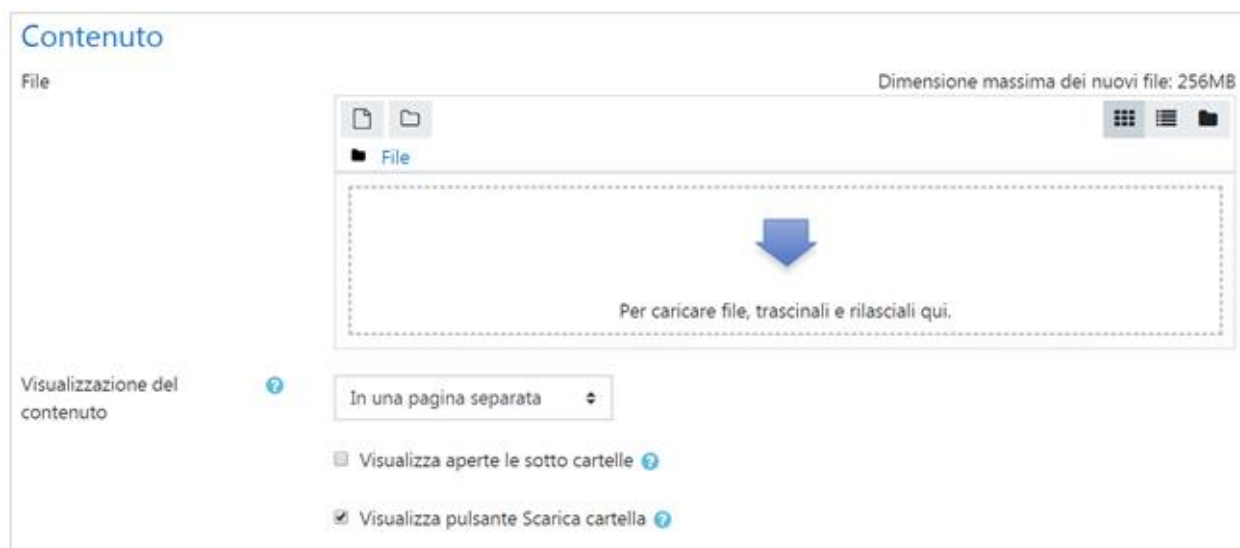 Contenuto
File
Dimensione massima dei nuovi file: 256MB
File
Per caricare file, trascinali e rilasciali qui.
Visualizzazione del
contenuto
In una pagina separata
Visualizza aperte le sotto cartelle
Visualizza pulsante Scarica cartella